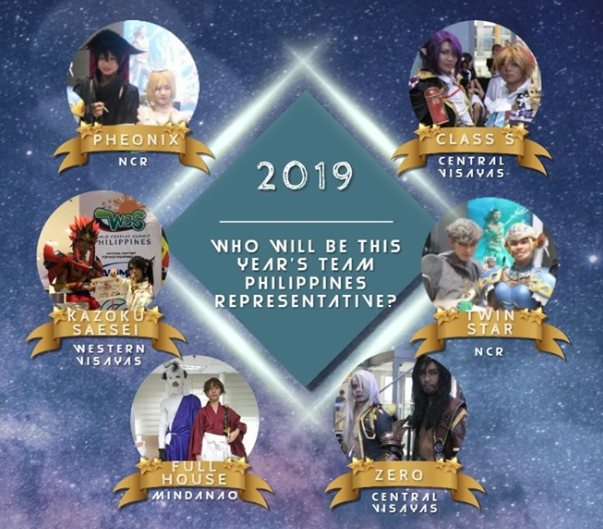 PHEONIX
NCR
CLASS S
CENTRAL
VISAYAS
2019
WHO WILL BE THIS
YEAR'S TEAM
PHILIPPINES
REPRESENTATIVE?
WCS
WORLD COSPLAY SUMMIT
PHILIPPINES
KAZOKU
SAESEI
WESTERN
VISAYAS
TWIN
STAR
NCR
FULL
HOUSE
MINDANAO
ZERO
CENTRAL
VISAYAS